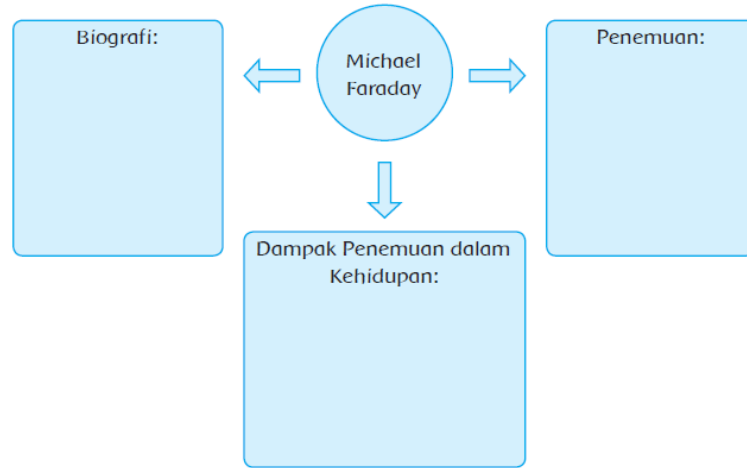 Biografi:
Michael
Faraday
Penemuan:
Dampak Penemuan dalam
Kehidupan: